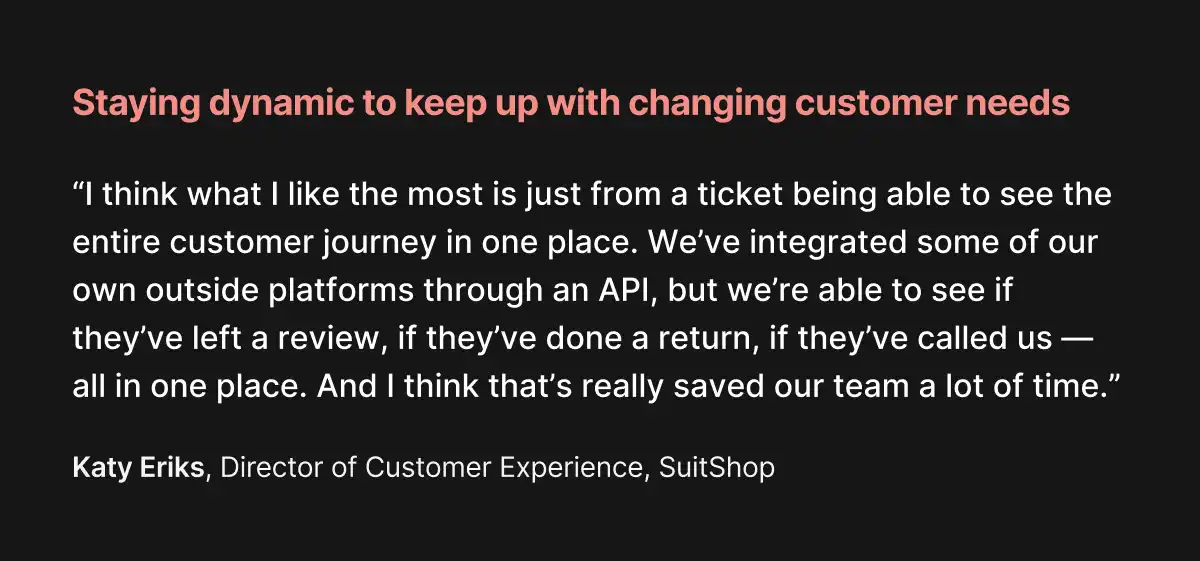 Staying dynamic to keep up with changing customer needs
“I think what I like the most is just from a ticket being able to see the
entire customer journey in one place. We’ve integrated some of our
own outside platforms through an API, but we’re able to see if
they’ve left a review, if they’ve done a return, if they’ve called us —
all in one place. And I think that’s really saved our team a lot of time.”
Katy Eriks, Director of Customer Experience, SuitShop